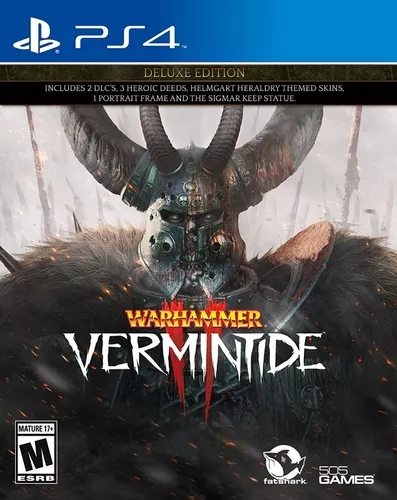 PS4
DELUXE EDITION
INCLUDES 2 DLC'S, 3 HEROIC DEEDS, HELMGART HERALDRY THEMED SKINS,
1 PORTRAIT FRAME AND THE SIGMAR KEEP STATUE.
WARHAMMER
VERMINTIDE
II
MATURE 17+
M
ESRB
fatshark
505
GAMES